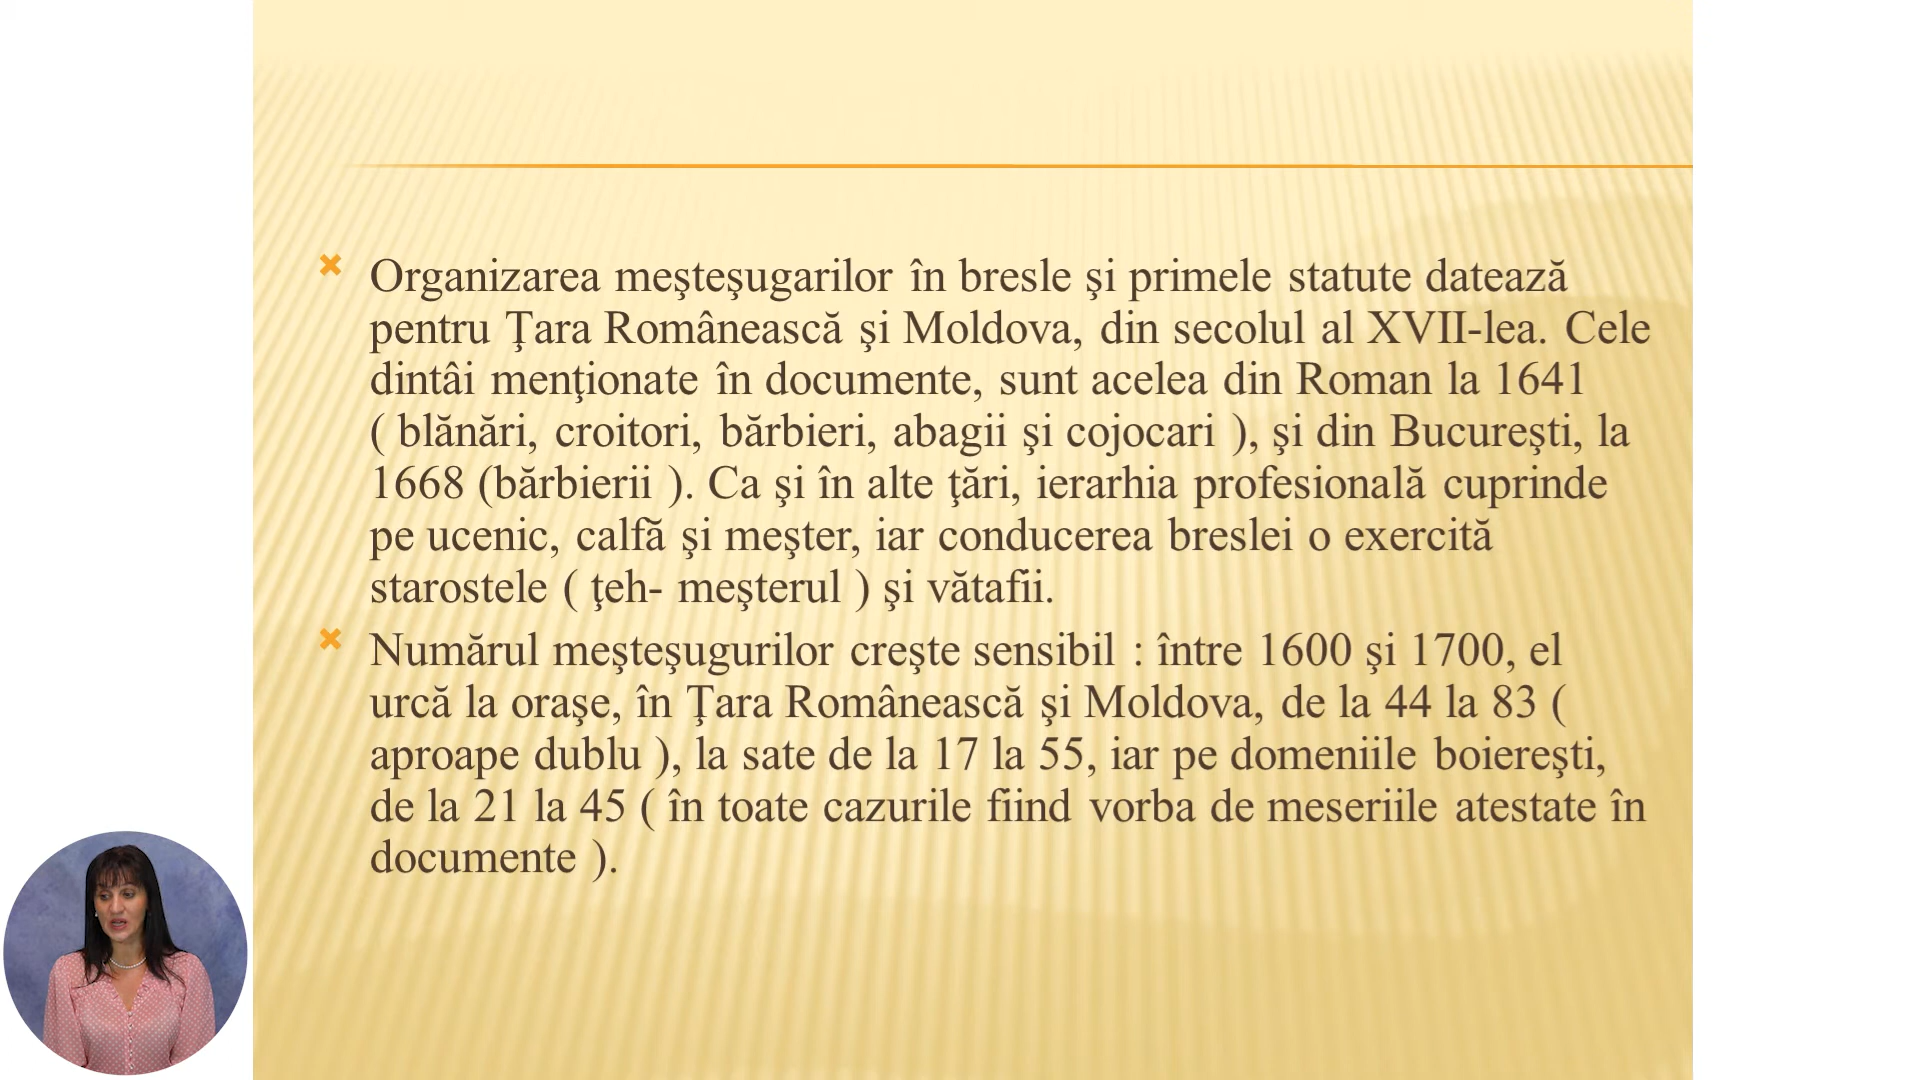 Organizarea meşteşugarilor în bresle şi primele statute datează
pentru Ţara Românească şi Moldova, din secolul al XVII-lea. Cele
dintâi menţionate în documente, sunt acelea din Roman la 1641
( blănări, croitori, bărbieri, abagii şi cojocari ), şi din Bucureşti, la
1668 (bărbierii ). Ca şi în alte ţări, ierarhia profesională cuprinde
pe ucenic, calfă şi meşter, iar conducerea breslei o exercită
starostele ( ţeh- meşterul ) şi vătafii.
Numărul meşteşugurilor creşte sensibil : între 1600 şi 1700, el
urcă la oraşe, în Ţara Românească şi Moldova, de la 44 la 83 (
aproape dublu ), la sate de la 17 la 55, iar pe domeniile boiereşti,
de la 21 la 45 ( în toate cazurile fiind vorba de meseriile atestate în
documente ).